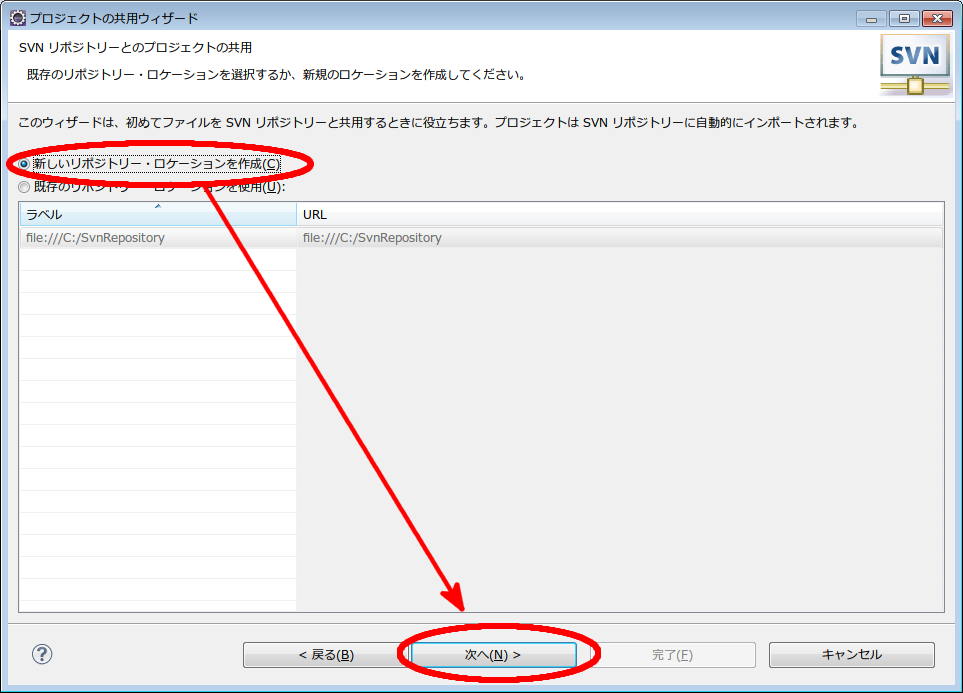 プロジェクトの共用ウィザード
SVN リポジトリーとのプロジェクトの共用
既存のリポジトリー・ロケーションを選択するか、新規のロケーションを作成してください。
SVN
このウィザードは、初めてファイルを SVN リポジトリーと共用するときに役立ちます。プロジェクトは SVN リポジトリーに自動的にインポートされます。
新しいリポジトリー・ロケーションを作成(C)
既存のリポジトリー・ロケーションを使用(U):
ラベル URL
file:///C:/SvnRepository file:///C:/SvnRepository
? < 戻る(B) 次へ(N) > 完了(F) キャンセル